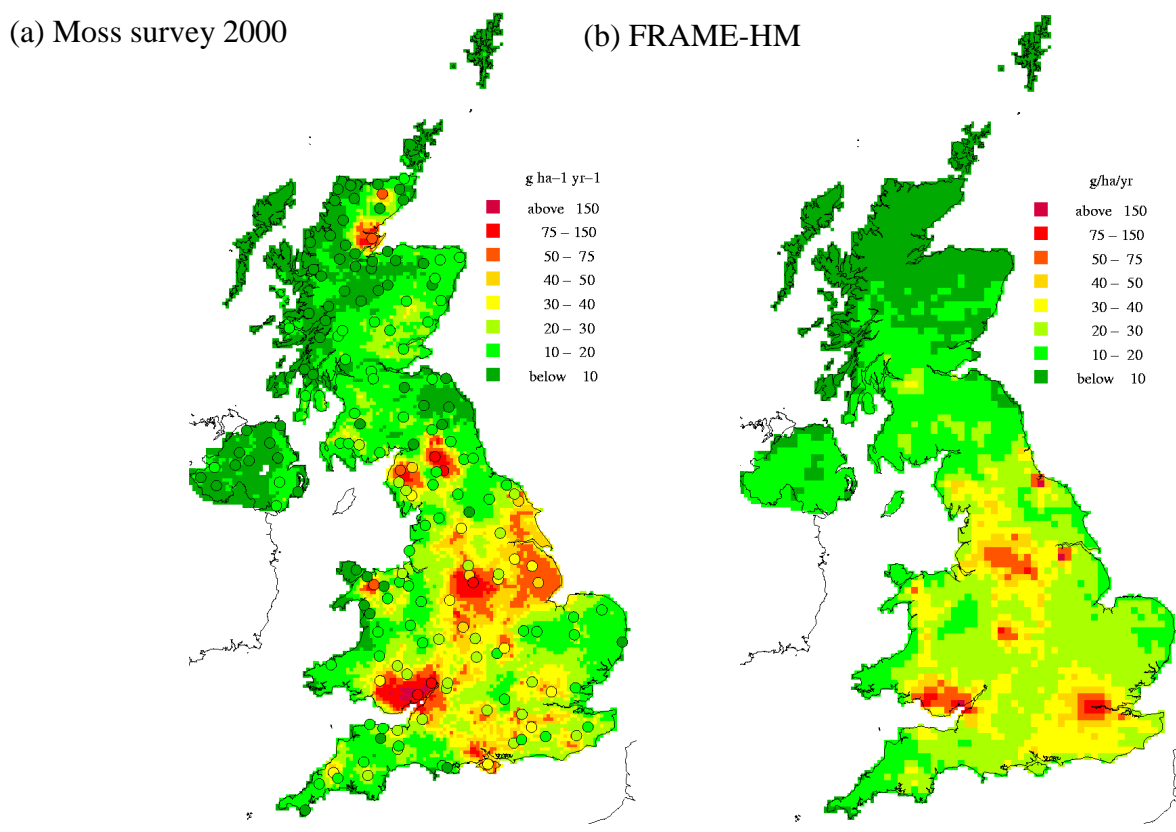 (a) Moss survey 2000
(b) FRAME-HM
g ha–1 yr–1
above 150
75 – 150
50 – 75
40 – 50
30 – 40
20 – 30
10 – 20
below 10
g/ha/yr
above 150
75 – 150
50 – 75
40 – 50
30 – 40
20 – 30
10 – 20
below 10